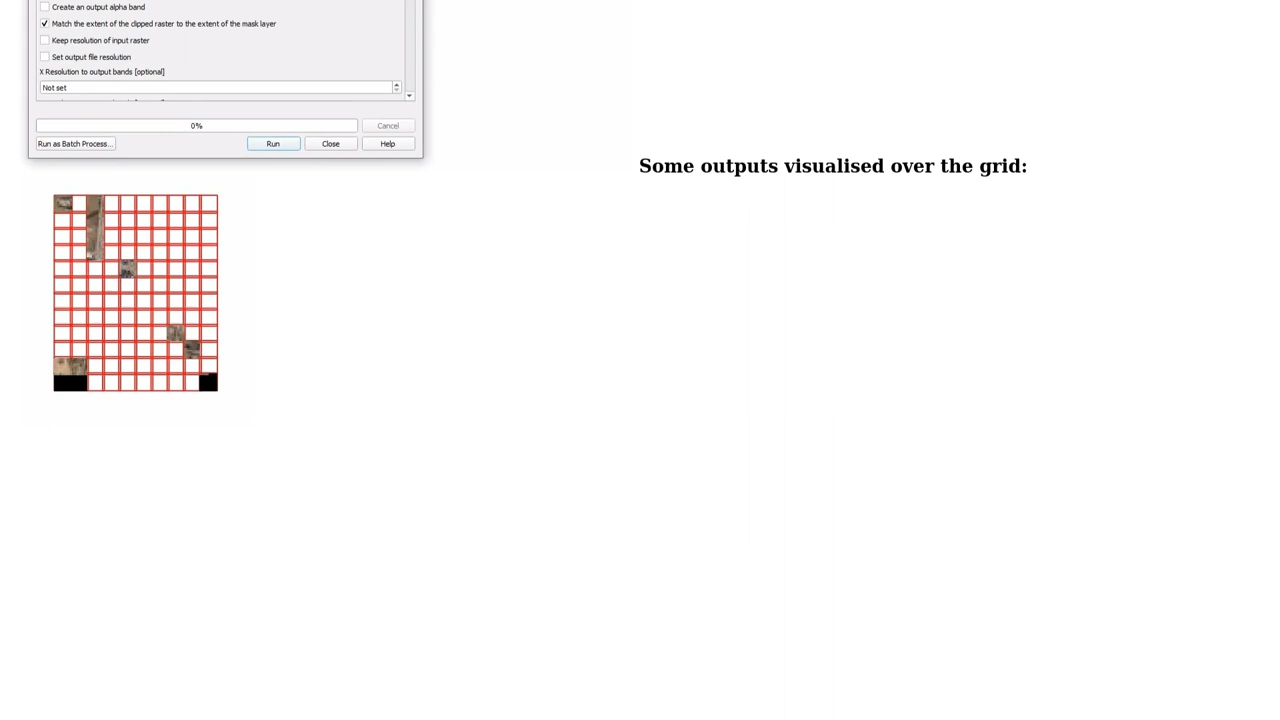 Create an output alpha band
Match the extent of the clipped raster to the extent of the mask layer
Keep resolution of input raster
Set output file resolution
X Resolution to output bands [optional]
Not set
0%
Cancel
Run as Batch Process...
Run
Close
Help
Some outputs visualised over the grid: